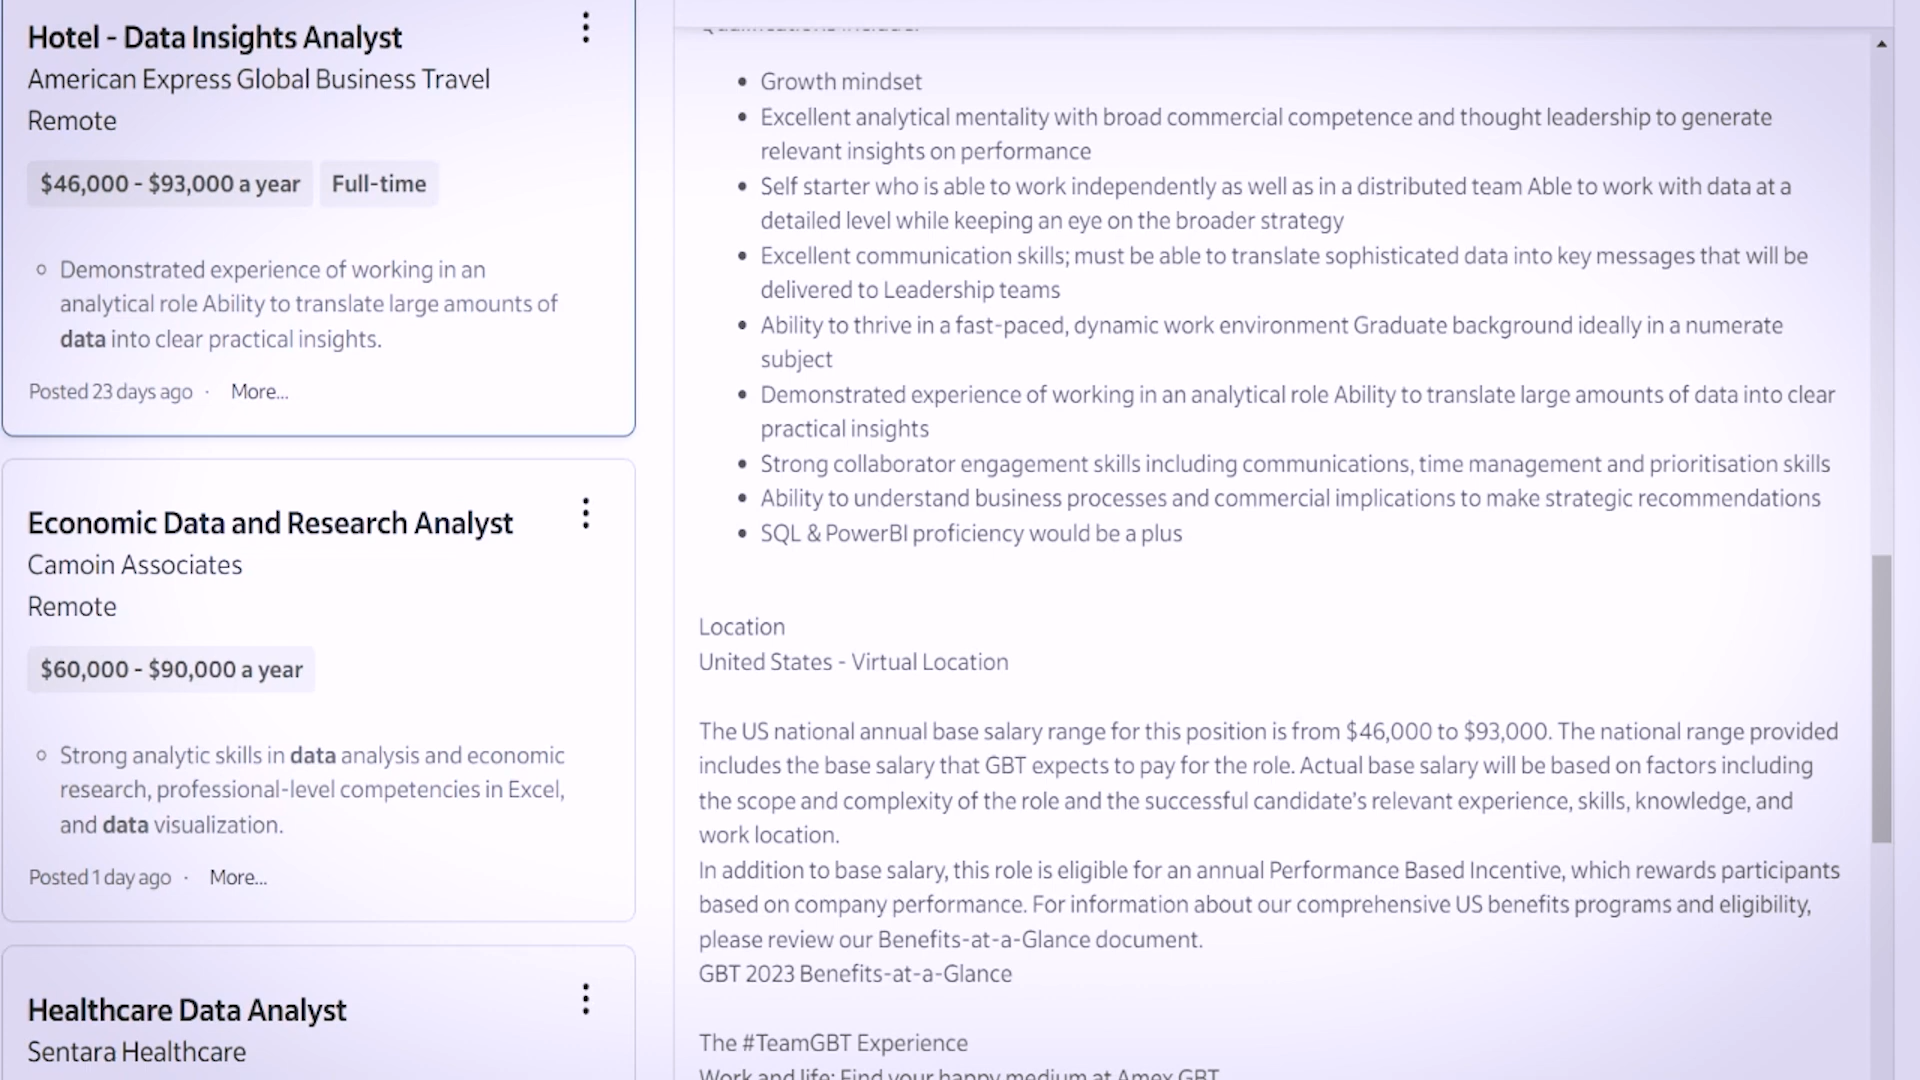 Hotel - Data Insights Analyst
American Express Global Business Travel
Remote
$46,000 - $93,000 a year
Full-time
Demonstrated experience of working in an
analytical role Ability to translate large amounts of
data into clear practical insights.
Posted 23 days ago · More...
Economic Data and Research Analyst
Camoin Associates
Remote
$60,000 - $90,000 a year
Strong analytic skills in data analysis and economic
research, professional-level competencies in Excel,
and data visualization.
Posted 1 day ago · More...
Healthcare Data Analyst
Sentara Healthcare
Growth mindset
Excellent analytical mentality with broad commercial competence and thought leadership to generate
relevant insights on performance
Self starter who is able to work independently as well as in a distributed team Able to work with data at a
detailed level while keeping an eye on the broader strategy
Excellent communication skills; must be able to translate sophisticated data into key messages that will be
delivered to Leadership teams
Ability to thrive in a fast-paced, dynamic work environment Graduate background ideally in a numerate
subject
Demonstrated experience of working in an analytical role Ability to translate large amounts of data into clear
practical insights
Strong collaborator engagement skills including communications, time management and prioritisation skills
Ability to understand business processes and commercial implications to make strategic recommendations
SQL & PowerBI proficiency would be a plus
Location
United States - Virtual Location
The US national annual base salary range for this position is from $46,000 to $93,000. The national range provided
includes the base salary that GBT expects to pay for the role. Actual base salary will be based on factors including
the scope and complexity of the role and the successful candidate's relevant experience, skills, knowledge, and
work location.
In addition to base salary, this role is eligible for an annual Performance Based Incentive, which rewards participants
based on company performance. For information about our comprehensive US benefits programs and eligibility,
please review our Benefits-at-a-Glance document.
GBT 2023 Benefits-at-a-Glance
The #TeamGBT Experience
Work and life: Find your happy medium at Amex GBT